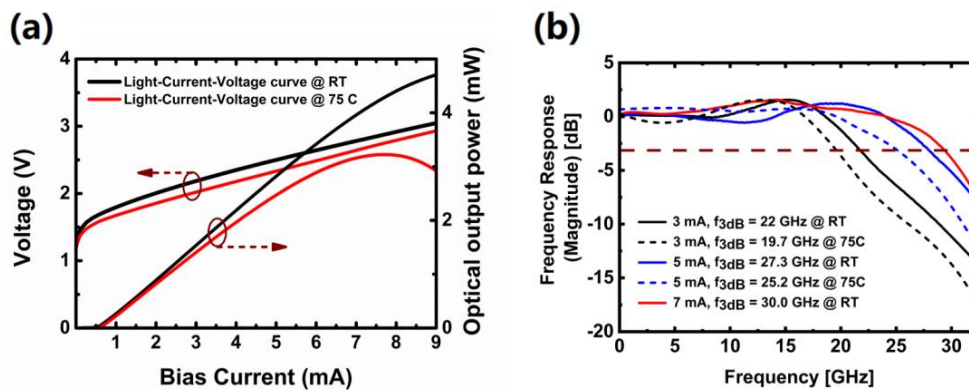 (a)
4
3
2
1
0
Voltage (V)
Light-Current-Voltage curve @ RT
Light-Current-Voltage curve @ 75 C
4
2
0
Optical output power (mW)
1 2 3 4 5 6 7 8 9
Bias Current (mA)
(b)
5
0
-5
-10
-15
-20
Frequency Response
(Magnitude) [dB]
3 mA, f3dB = 22 GHz @ RT
3 mA, f3dB = 19.7 GHz @ 75C
5 mA, f3dB = 27.3 GHz @ RT
5 mA, f3dB = 25.2 GHz @ 75C
7 mA, f3dB = 30.0 GHz @ RT
0 5 10 15 20 25 30
Frequency [GHz]